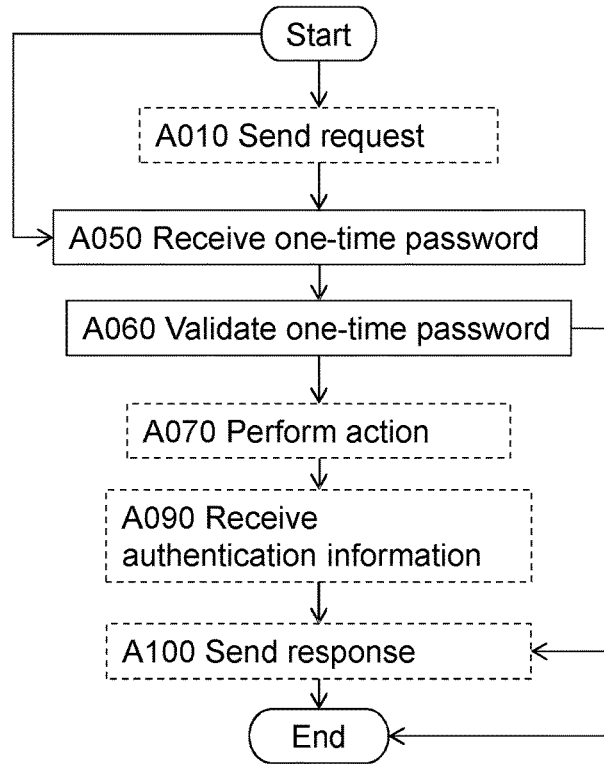 Start
A010 Send request
A050 Receive one-time password
A060 Validate one-time password
A070 Perform action
A090 Receive
authentication information
A100 Send response
End